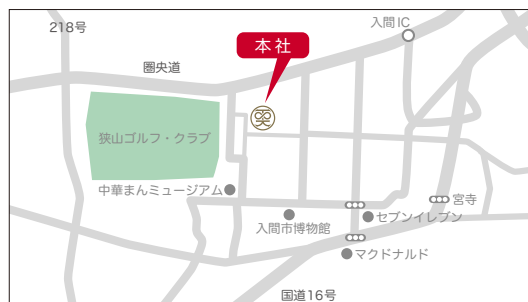 218号
入間IC
本社
圏央道
狭山ゴルフ・クラブ
中華まんミュージアム
入間市博物館
セブンイレブン
宮寺
マクドナルド
国道16号